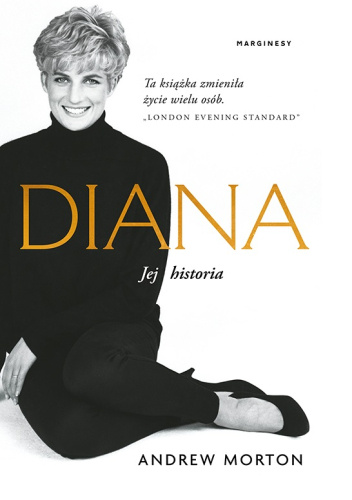 MARGINESY
Ta książka zmieniła
życie wielu osób.
„LONDON EVENING STANDARD”
DIANA
Jej historia
ANDREW MORTON